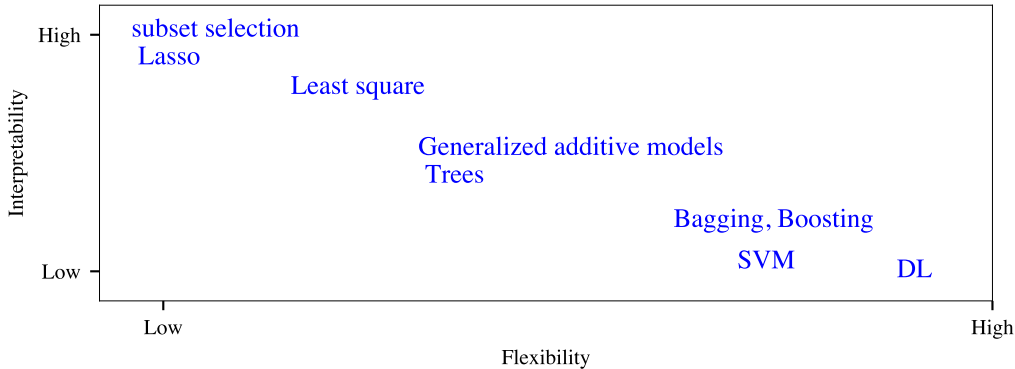 High
subset selection
Lasso
Least square
Interpretability
Generalized additive models
Trees
Bagging, Boosting
SVM
DL
Low
Low
High
Flexibility